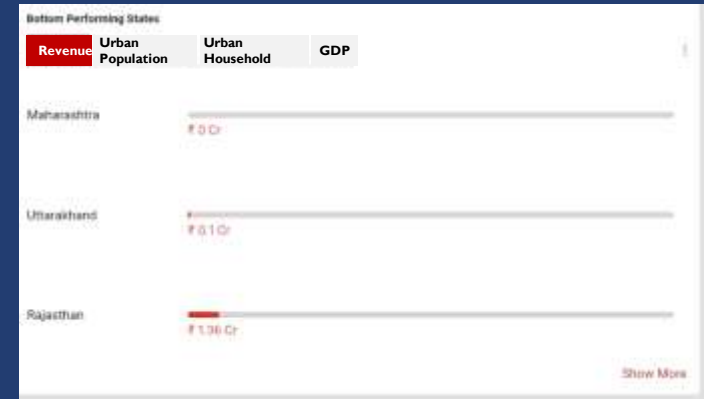 Bottom Performing States
Revenue Urban Population Urban Household GDP
Maharashtra
₹ 0 Cr
Uttarakhand
₹ 0.1 Cr
Rajasthan
₹ 1.36 Cr
Show More